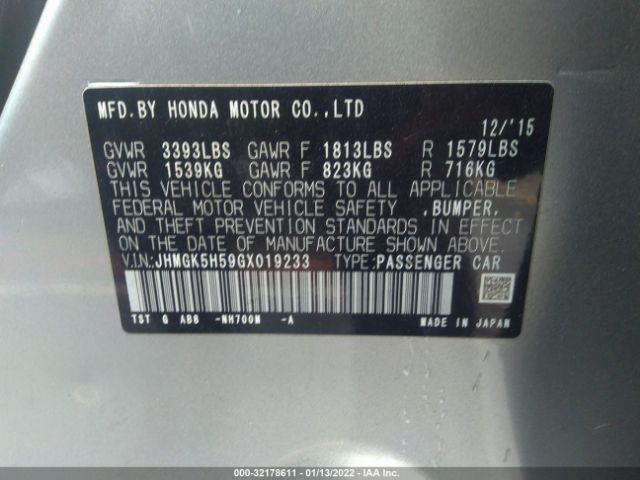 MFD.BY HONDA MOTOR CO.,LTD
12/'15
GVWR 3393LBS GAWR F 1813LBS R 1579LBS
GVWR 1539KG GAWR F 823KG R 716KG
THIS VEHICLE CONFORMS TO ALL APPLICABLE
FEDERAL MOTOR VEHICLE SAFETY ,BUMPER,
AND THEFT PREVENTION STANDARDS IN EFFECT
ON THE DATE OF MANUFACTURE SHOWN ABOVE.
V.I.N:JHMGK5H59GX019233 TYPE:PASSENGER CAR
TST G ABB -NH700M -A MADE IN JAPAN
000-32178611 - 01/13/2022 - IAA Inc.